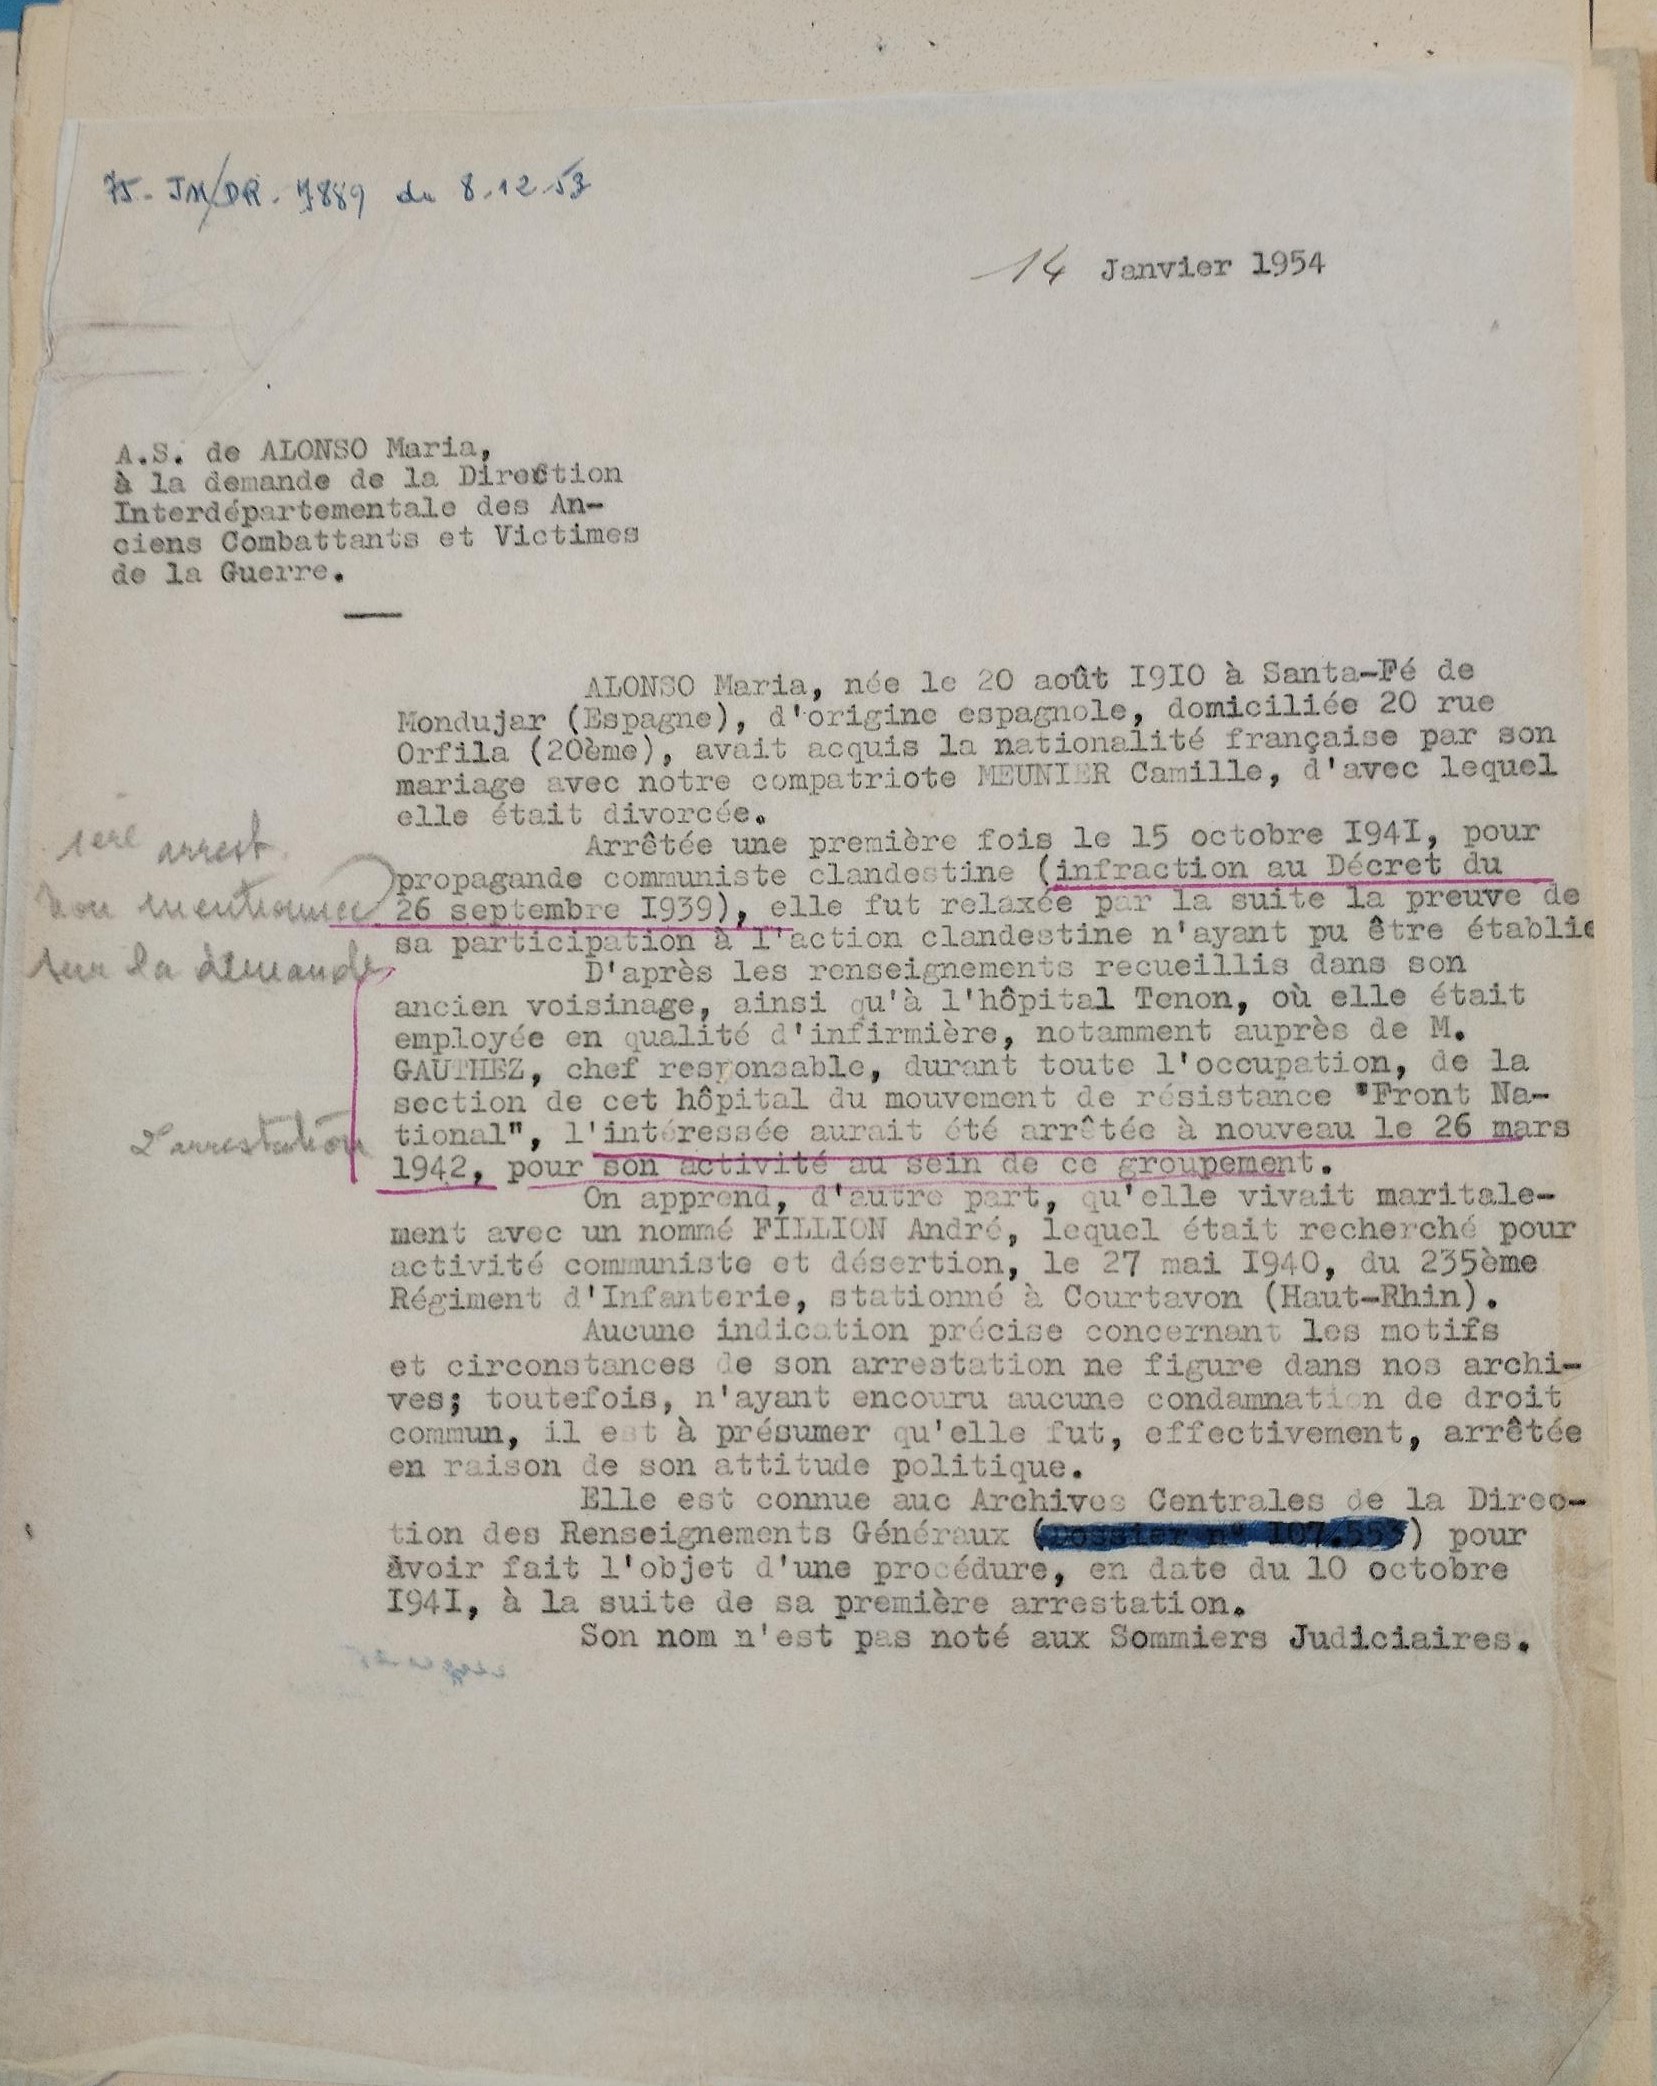 75- JM/DR. 7889 du 8.12.53
14 Janvier 1954
A.S. de ALONSO Maria,
à la demande de la Direction
Interdépartementale des An-
ciens Combattants et Victimes
de la Guerre.
ALONSO Maria, née le 20 août I9IO à Santa-Fé de
Mondujar (Espagne), d'origine espagnole, domiciliée 20 rue
Orfila (20ème), avait acquis la nationalité française par son
mariage avec notre compatriote MEUNIER Camille, d'avec lequel
elle était divorcée.
Arrêtée une première fois le 15 octobre I94I, pour
propagande communiste clandestine (infraction au Décret du
26 septembre I939), elle fut relaxée par la suite la preuve de
sa participation à l'action clandestine n'ayant pu être établie
1ere arrest.
non mentionnée
sur la demande
D'après les renseignements recueillis dans son
ancien voisinage, ainsi qu'à l'hôpital Tenon, où elle était
employée en qualité d'infirmière, notamment auprès de M.
GAUTHEZ, chef responsable, durant toute l'occupation, de la
section de cet hôpital du mouvement de résistance "Front Na-
tional", l'intéressée aurait été arrêtée à nouveau le 26 mars
1942, pour son activité au sein de ce groupement.
2e arrestation
On apprend, d'autre part, qu'elle vivait maritale-
ment avec un nommé FILLION André, lequel était recherché pour
activité communiste et désertion, le 27 mai I940, du 235ème
Régiment d'Infanterie, stationné à Courtavon (Haut-Rhin).
Aucune indication précise concernant les motifs
et circonstances de son arrestation ne figure dans nos archi-
ves; toutefois, n'ayant encouru aucune condamnation de droit
commun, il est à présumer qu'elle fut, effectivement, arrêtée
en raison de son attitude politique.
Elle est connue auc Archives Centrales de la Direc-
tion des Renseignements Généraux (Dossier n° 107.553) pour
avoir fait l'objet d'une procédure, en date du 10 octobre
I94I, à la suite de sa première arrestation.
Son nom n'est pas noté aux Sommiers Judiciaires.